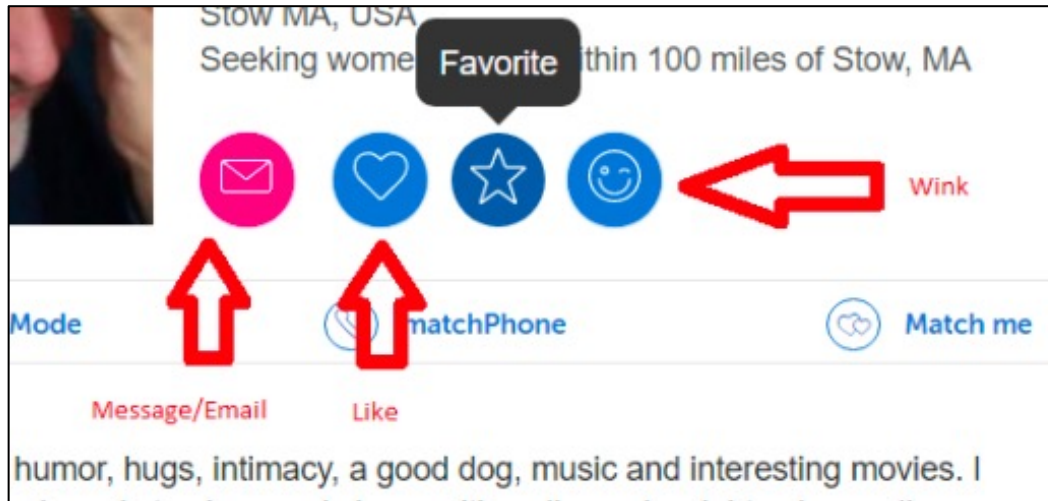 Stow MA, USA
Seeking wome
Favorite
ithin 100 miles of Stow, MA
Wink
Mode
matchPhone
Match me
Message/Email
Like
humor, hugs, intimacy, a good dog, music and interesting movies. I